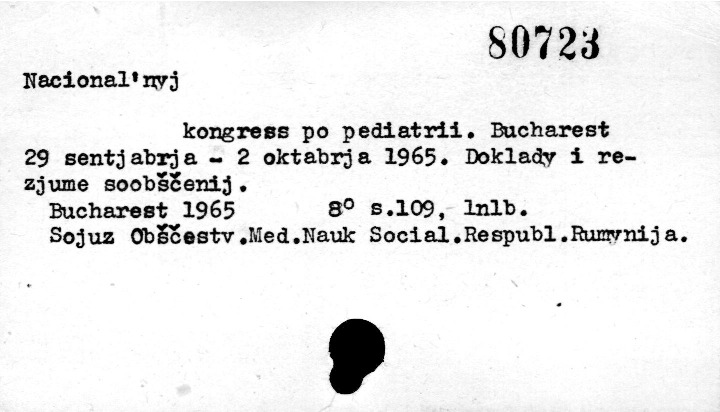 80723
Nacional'nyj
kongress po pediatrii. Bucharest
29 sentjabrja - 2 oktabrja 1965. Doklady i re-
zjume soobščenij.
Bucharest 1965 8° s.109, lnlb.
Sojuz Obščestv.Med.Nauk Social.Respubl.Rumynija.